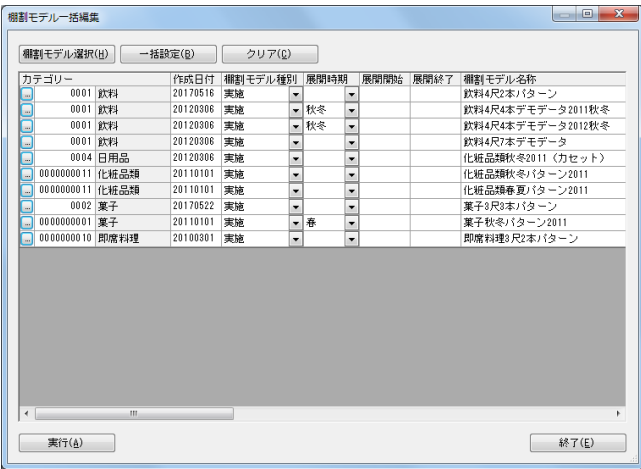 棚割モデル一括編集
棚割モデル選択(H) 一括設定(B) クリア(C)
カテゴリー 作成日付 棚割モデル種別 展開時期 展開開始 展開終了 棚割モデル名称
... 0001 飲料 20170516 実施 飲料4尺2本パターン
... 0001 飲料 20120306 実施 秋冬 飲料4尺4本デモデータ2011秋冬
... 0001 飲料 20120306 実施 秋冬 飲料4尺4本デモデータ2012秋冬
... 0001 飲料 20120306 実施 飲料4尺7本デモデータ
... 0004 日用品 20120306 実施 化粧品類秋冬2011(カセット)
... 0000000011 化粧品類 20110101 実施 化粧品類秋冬パターン2011
... 0000000011 化粧品類 20110101 実施 化粧品類春夏パターン2011
... 0002 菓子 20170522 実施 菓子3尺3本パターン
... 0000000001 菓子 20110101 実施 春 菓子秋冬パターン2011
... 0000000010 即席料理 20100301 実施 即席料理3尺2本パターン
実行(A) 終了(E)